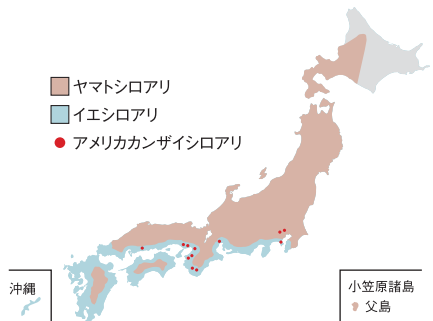 ヤマトシロアリ
イエシロアリ
アメリカカンザイシロアリ
沖縄
小笠原諸島
父島